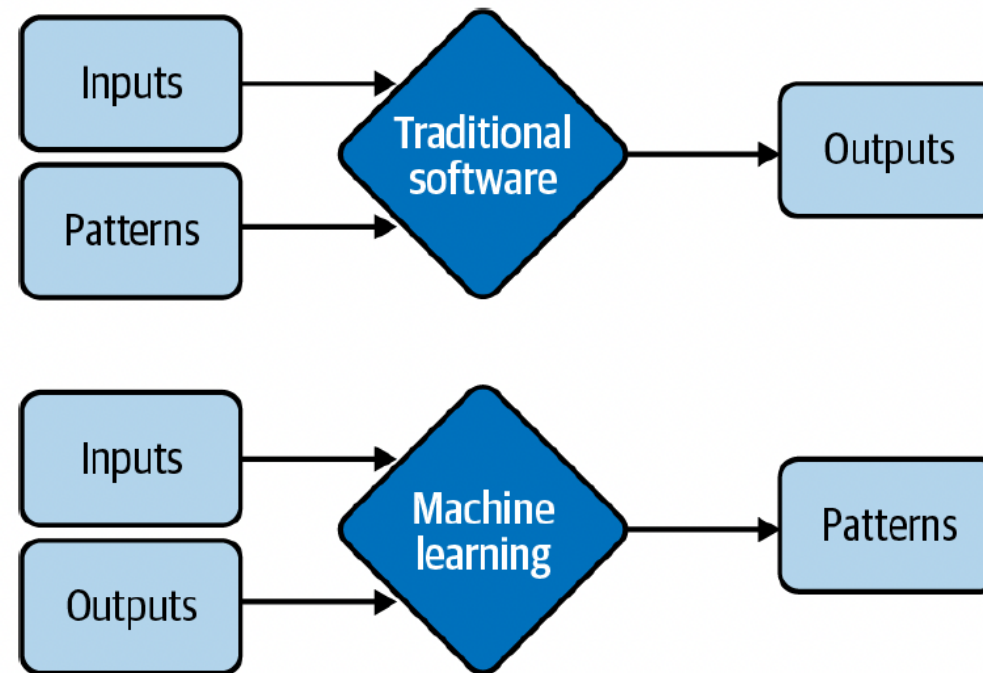 Inputs
Patterns
Traditional
software
Outputs
Inputs
Outputs
Machine
learning
Patterns